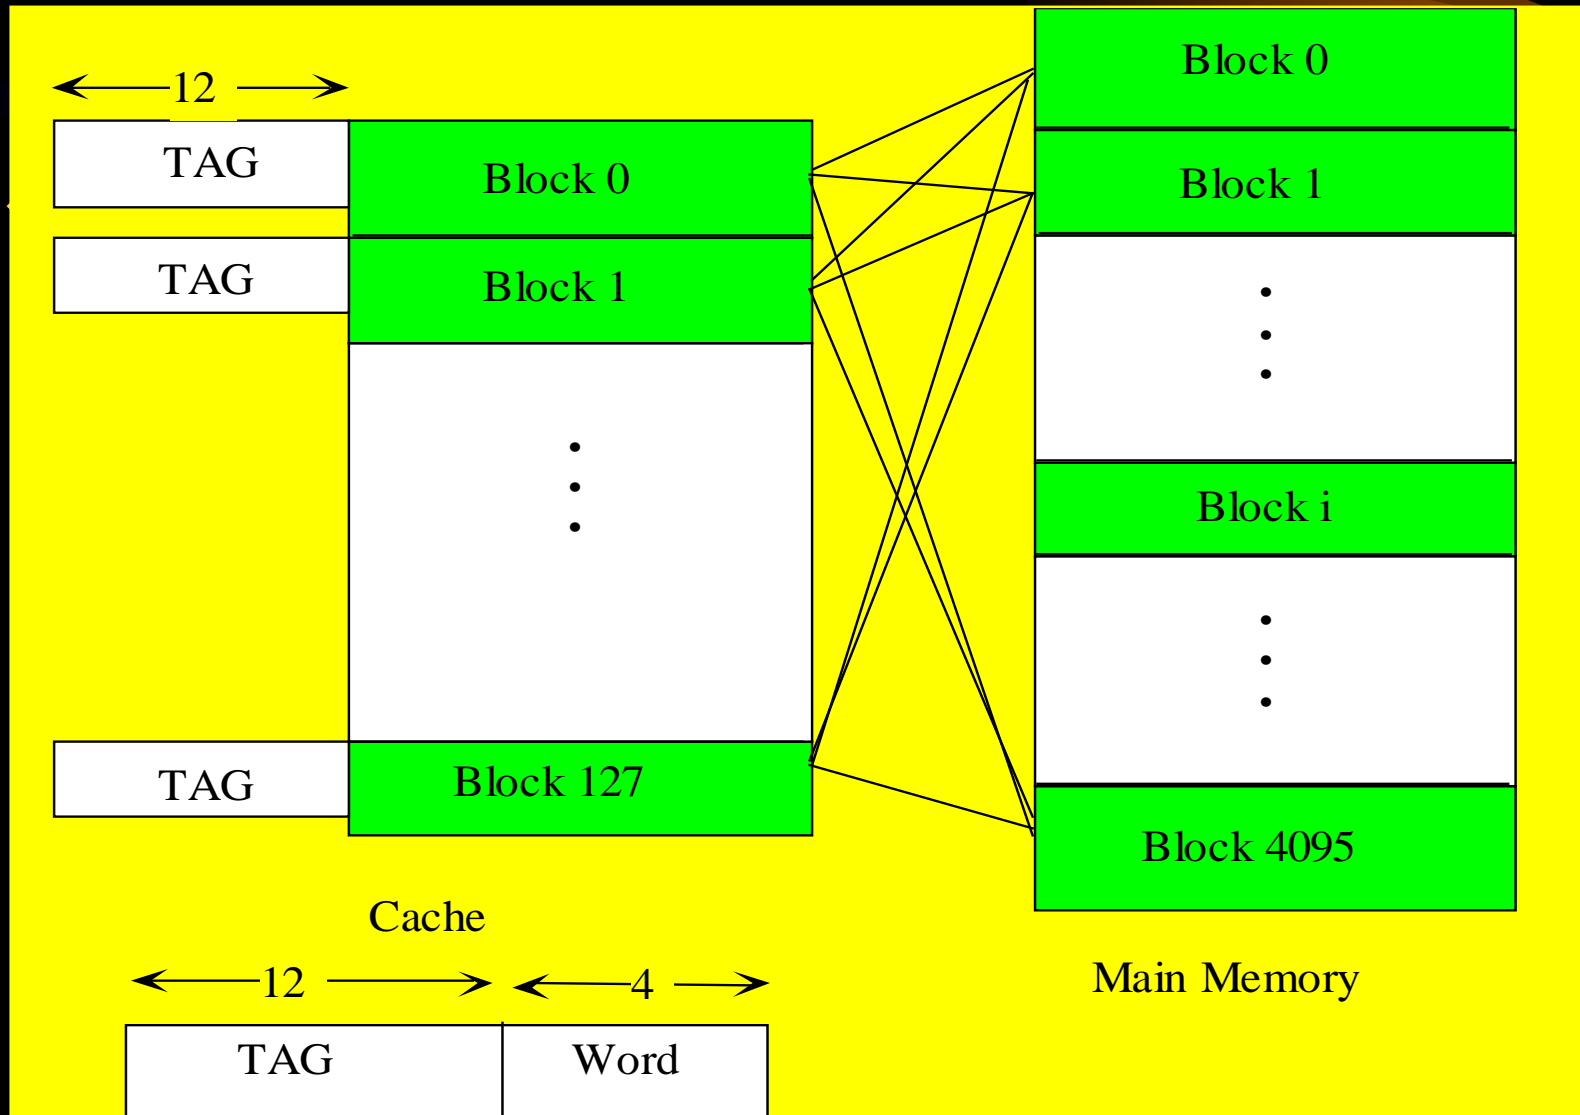 12
TAG
Block 0
TAG
Block 1
TAG
Block 127
Cache
12
4
TAG
Word
Block 0
Block 1
Block i
Block 4095
Main Memory